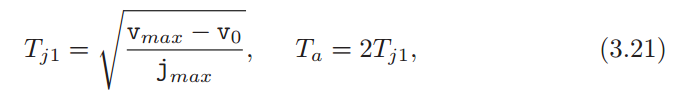 T_{j1} = \sqrt{\frac{v_{max} - v_0}{j_{max}}}, T_a = 2T_{j1}, (3.21)